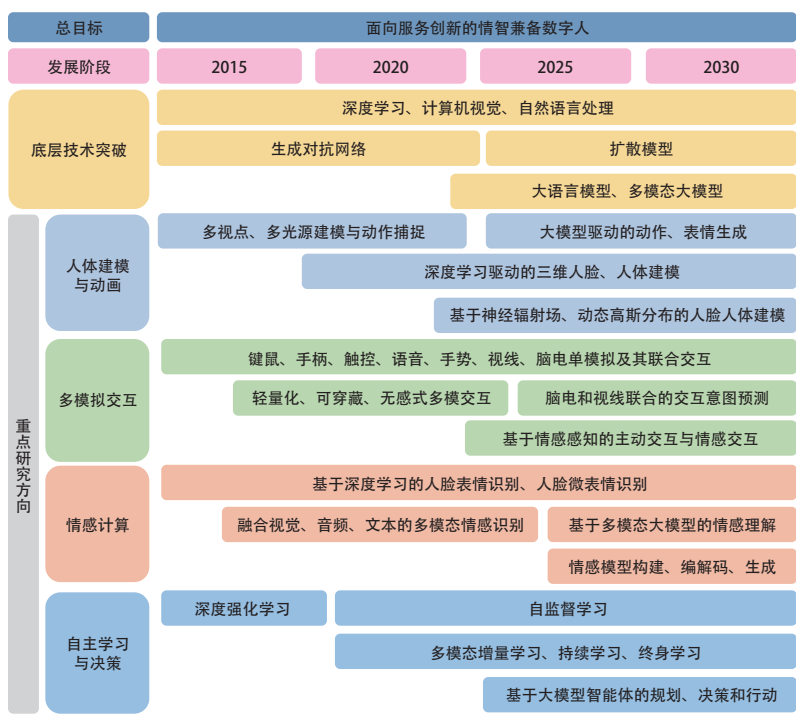 总目标
面向服务创新的情智兼备数字人
发展阶段
2015
2020
2025
2030
底层技术突破
深度学习、计算机视觉、自然语言处理
生成对抗网络
扩散模型
大语言模型、多模态大模型
重点研究方向
人体建模
与动画
多视点、多光源建模与动作捕捉
大模型驱动的动作、表情生成
深度学习驱动的三维人脸、人体建模
基于神经辐射场、动态高斯分布的人脸人体建模
多模拟交互
键鼠、手柄、触控、语音、手势、视线、脑电单模拟及其联合交互
轻量化、可穿藏、无感式多模交互
脑电和视线联合的交互意图预测
基于情感感知的主动交互与情感交互
情感计算
基于深度学习的人脸表情识别、人脸微表情识别
融合视觉、音频、文本的多模态情感识别
基于多模态大模型的情感理解
情感模型构建、编解码、生成
自主学习
与决策
深度强化学习
自监督学习
多模态增量学习、持续学习、终身学习
基于大模型智能体的规划、决策和行动